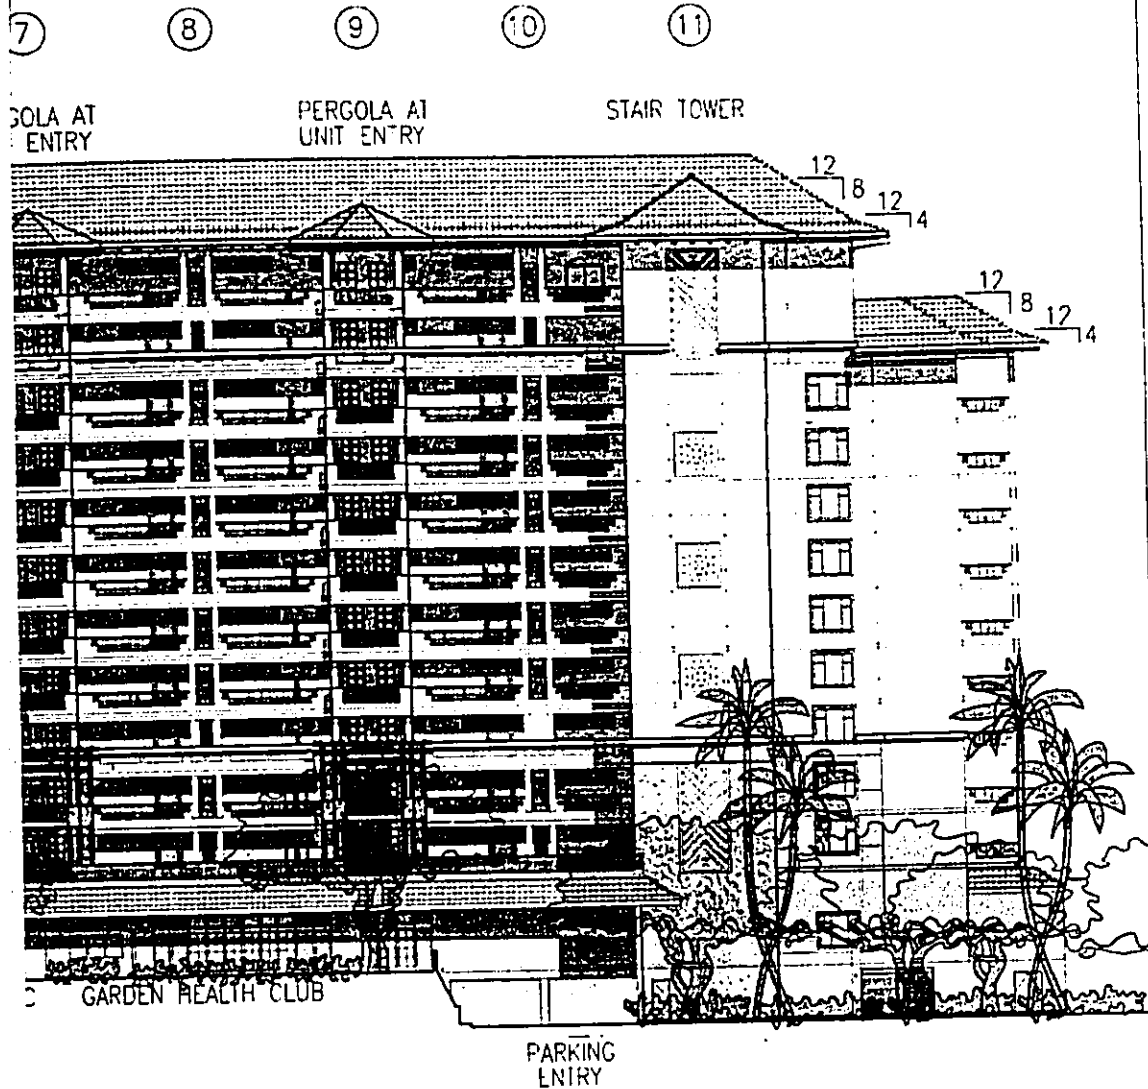 7 8 9 10 11
GOLA AT
ENTRY
PERGOLA AT
UNIT ENTRY
STAIR TOWER
12
8
12
4
12
8
12
4
GARDEN HEALTH CLUB
PARKING
ENTRY